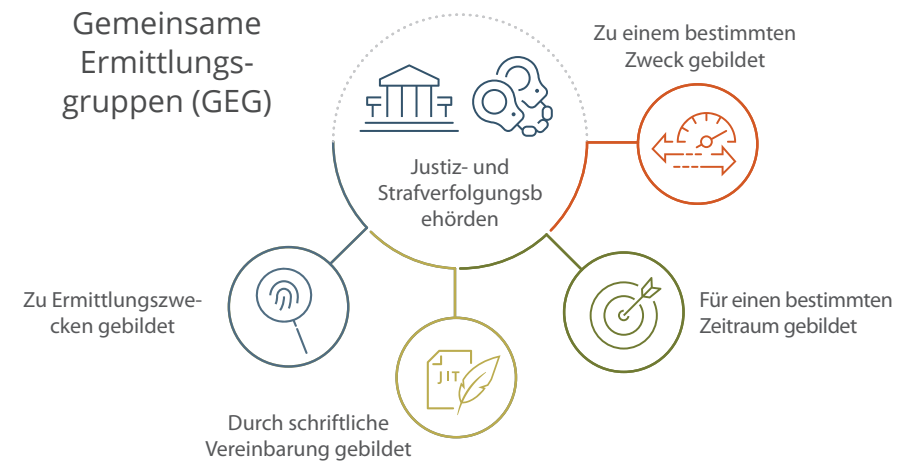 Gemeinsame
Ermittlungs-
gruppen (GEG)
Zu einem bestimmten
Zweck gebildet
Justiz- und
Strafverfolgungsb
ehörden
Zu Ermittlungszwe-
cken gebildet
Für einen bestimmten
Zeitraum gebildet
JIT
Durch schriftliche
Vereinbarung gebildet